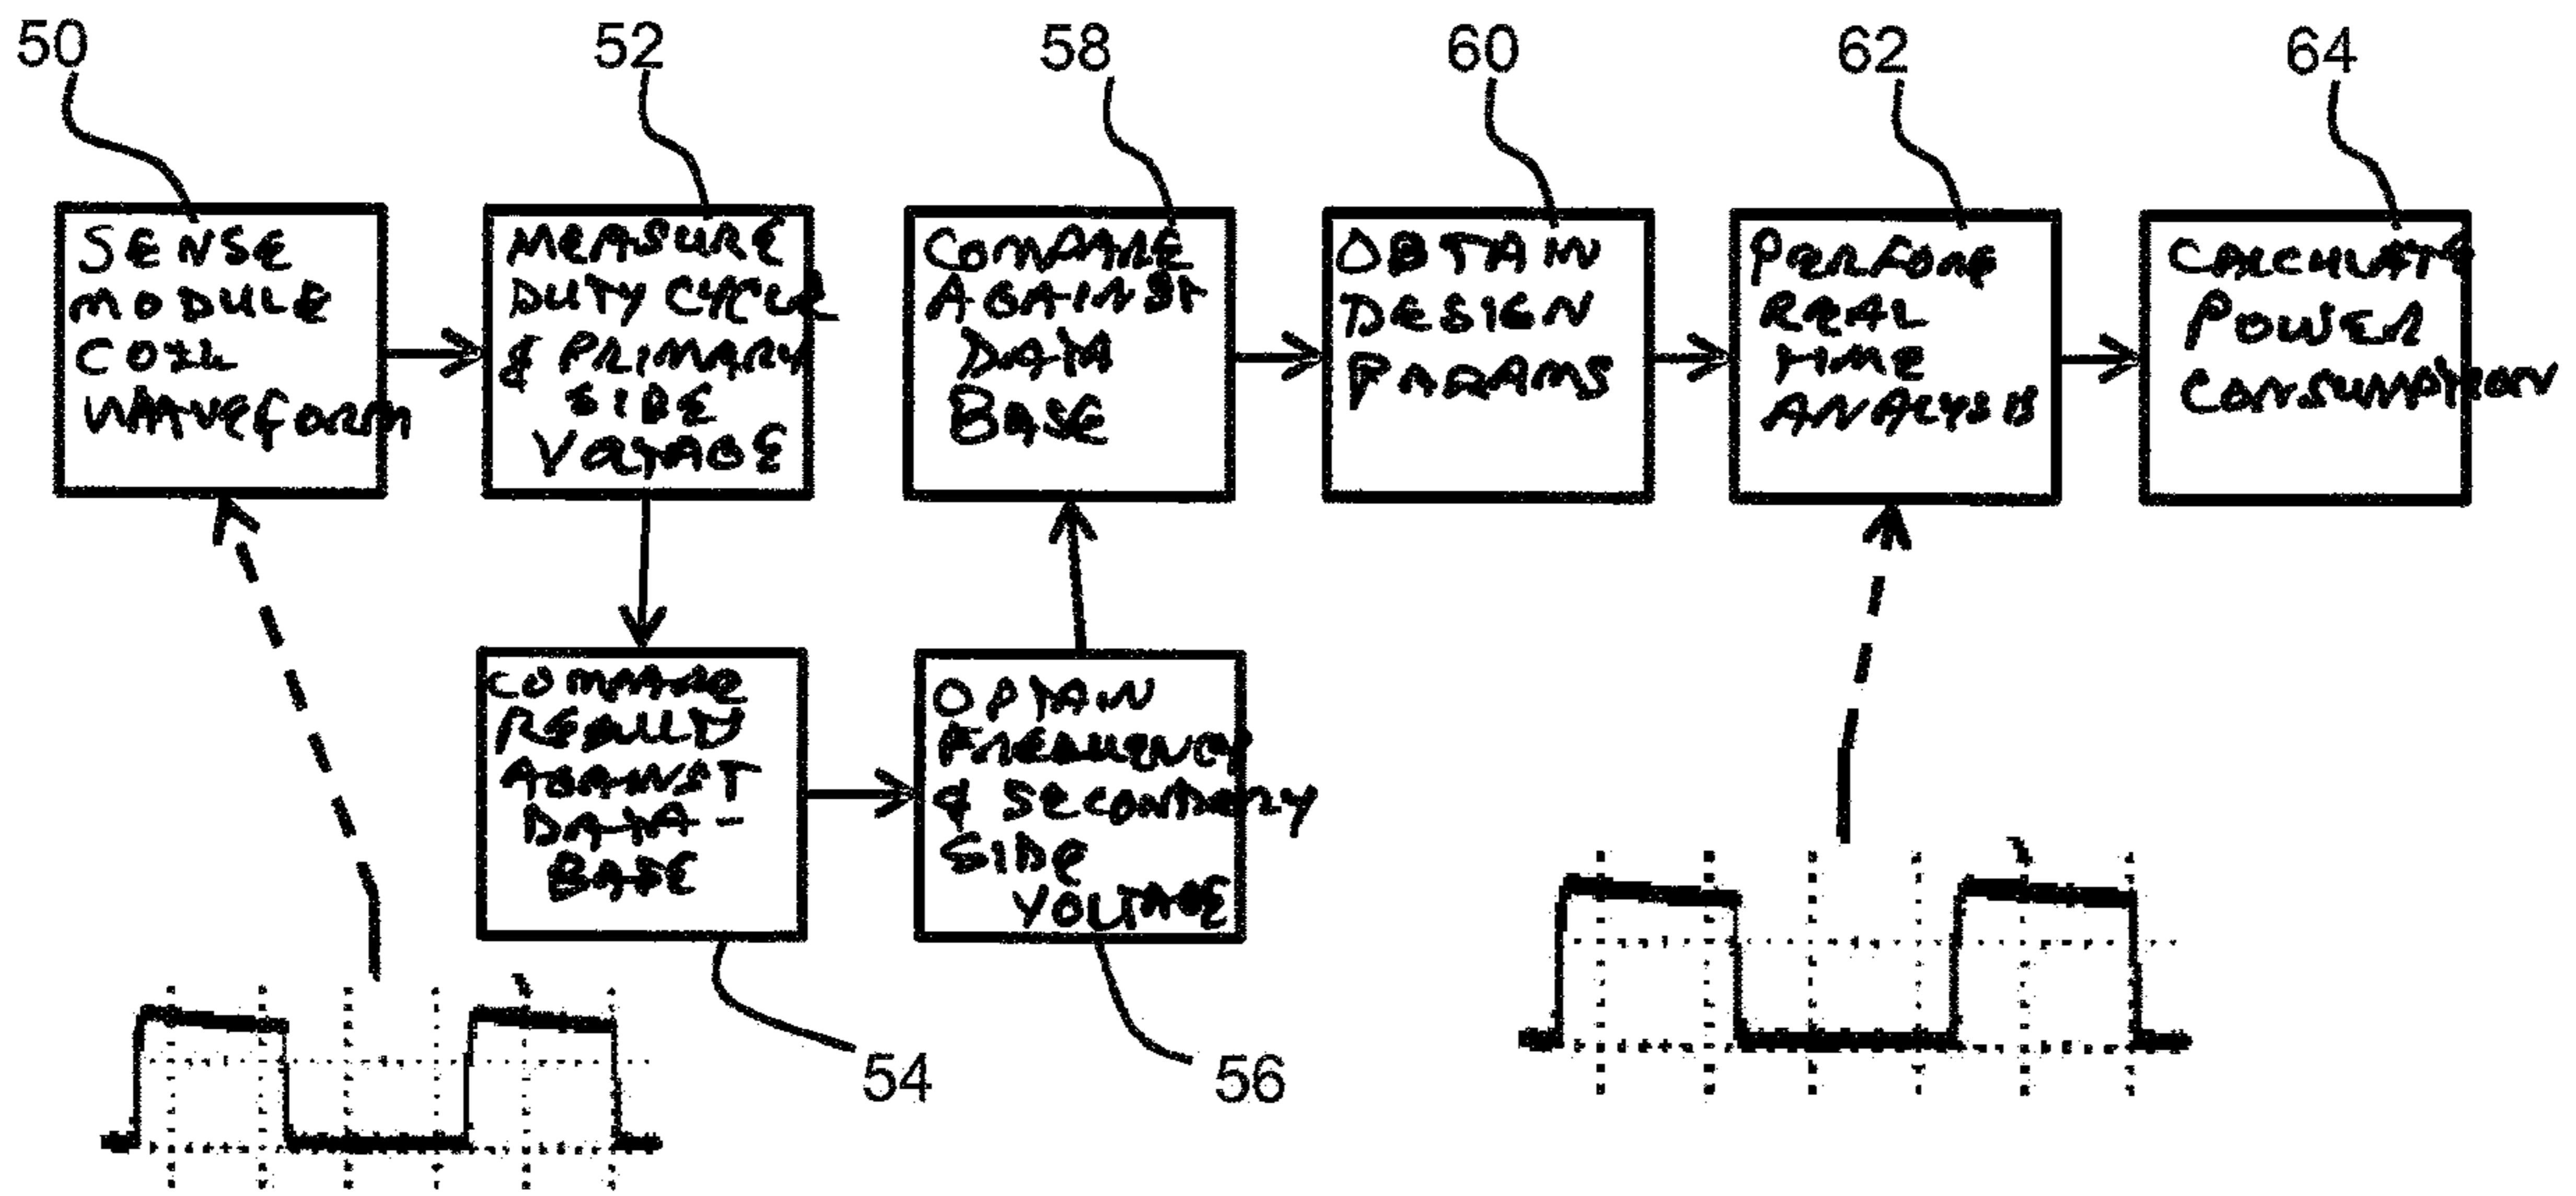 50
52
58
60
62
64
SENSE
MODULE
COIL
WAVEFORM
MEASURE
DUTY CYCLE
& PRIMARY
SIDE
VOLTAGE
COMPARE
AGAINST
DATA
BASE
OBTAIN
DESIGN
PARAMS
PERFORM
REAL
TIME
ANALYSIS
CALCULATE
POWER
CONSUMPTION
COMPARE
RESULTS
AGAINST
DATA-
BASE
OBTAIN
FREQUENCY
& SECONDARY
SIDE
VOLTAGE
54
56